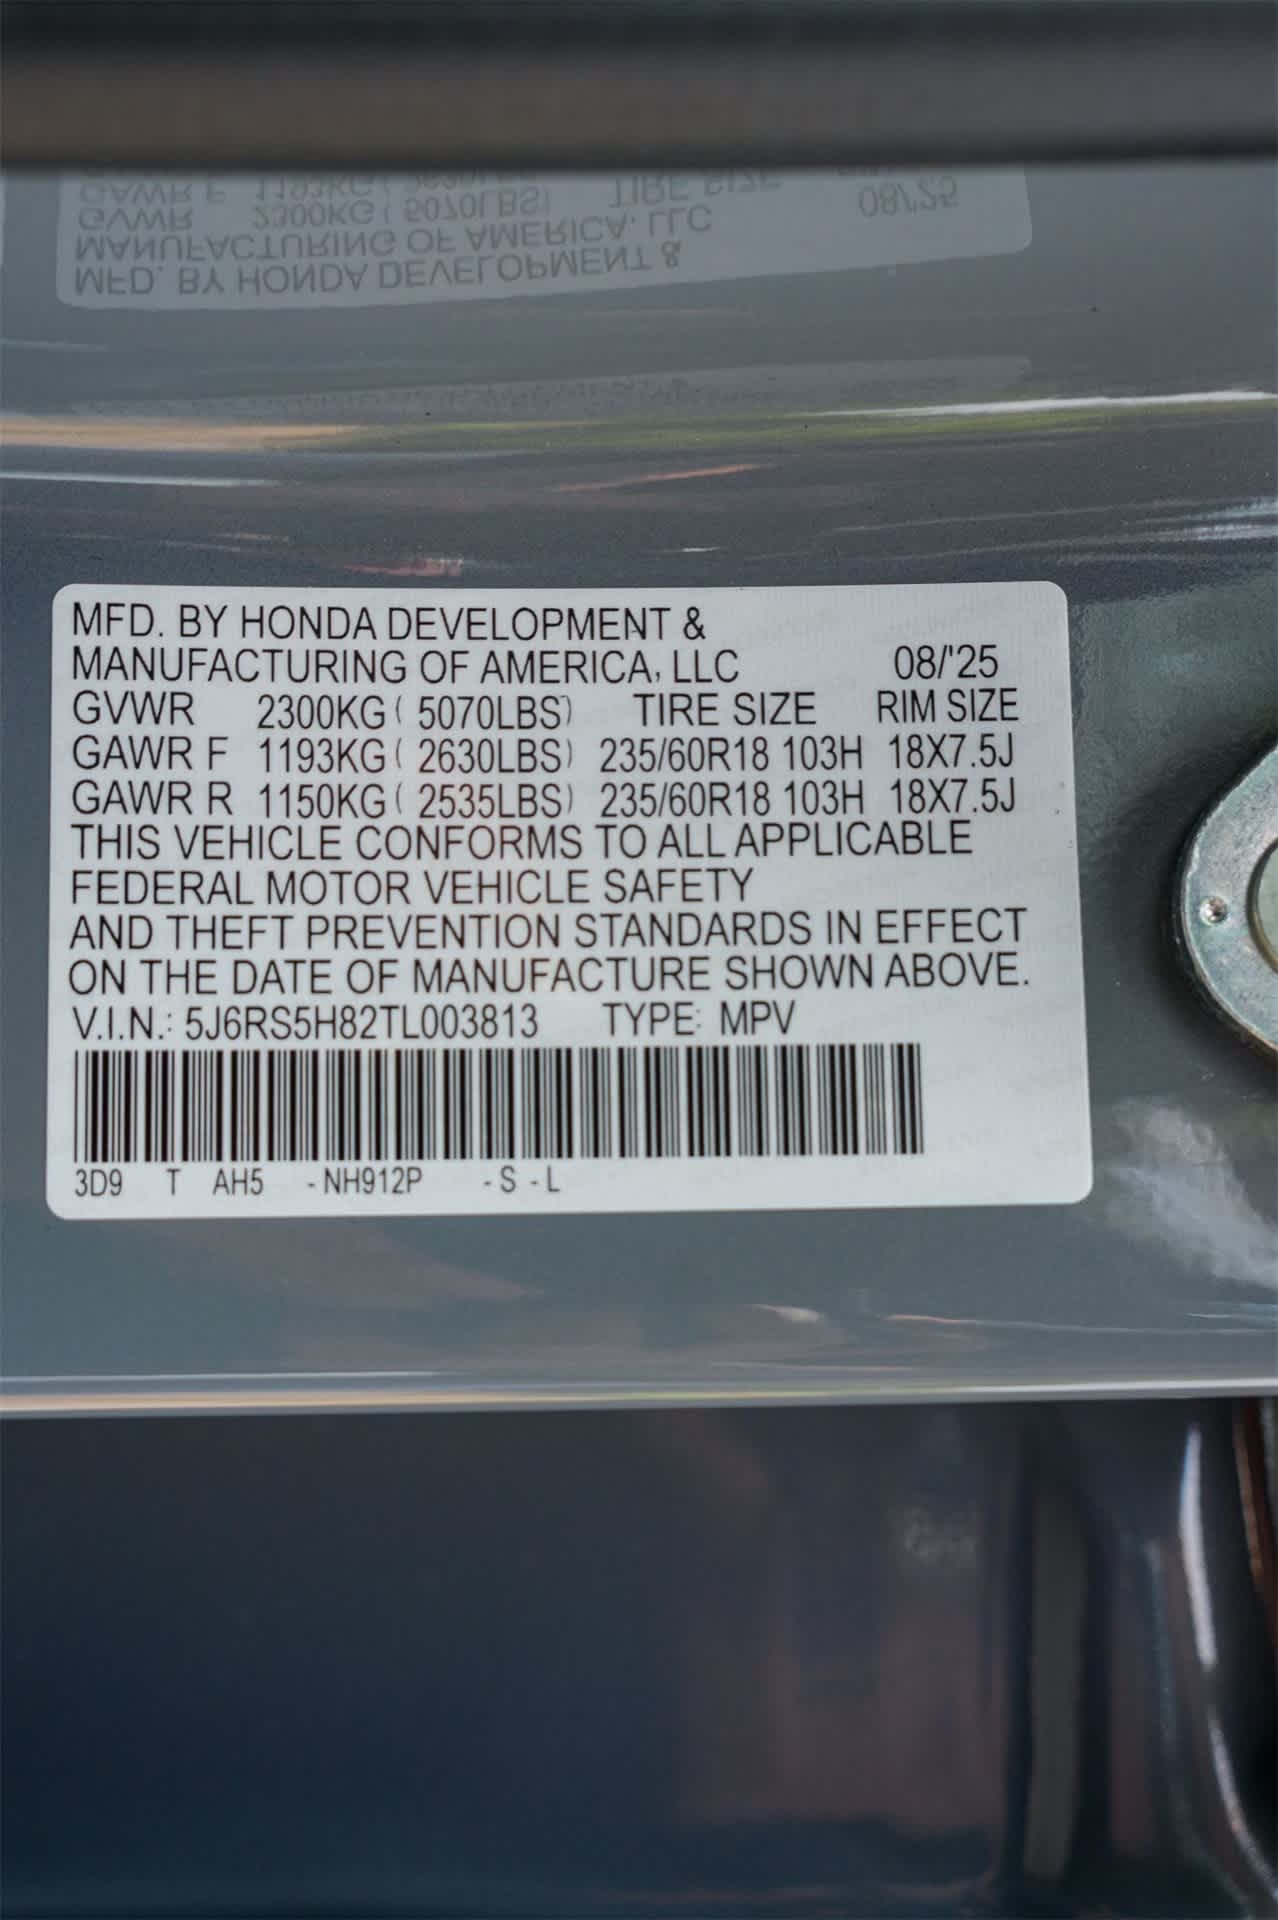 MFD. BY HONDA DEVELOPMENT &
MANUFACTURING OF AMERICA, LLC 08/'25
GVWR 2300KG ( 5070LBS) TIRE SIZE RIM SIZE
GAWR F 1193KG ( 2630LBS) 235/60R18 103H 18X7.5J
GAWR R 1150KG ( 2535LBS) 235/60R18 103H 18X7.5J
THIS VEHICLE CONFORMS TO ALL APPLICABLE
FEDERAL MOTOR VEHICLE SAFETY
AND THEFT PREVENTION STANDARDS IN EFFECT
ON THE DATE OF MANUFACTURE SHOWN ABOVE.
V.I.N.: 5J6RS5H82TL003813 TYPE: MPV
3D9 T AH5 -NH912P -S -L